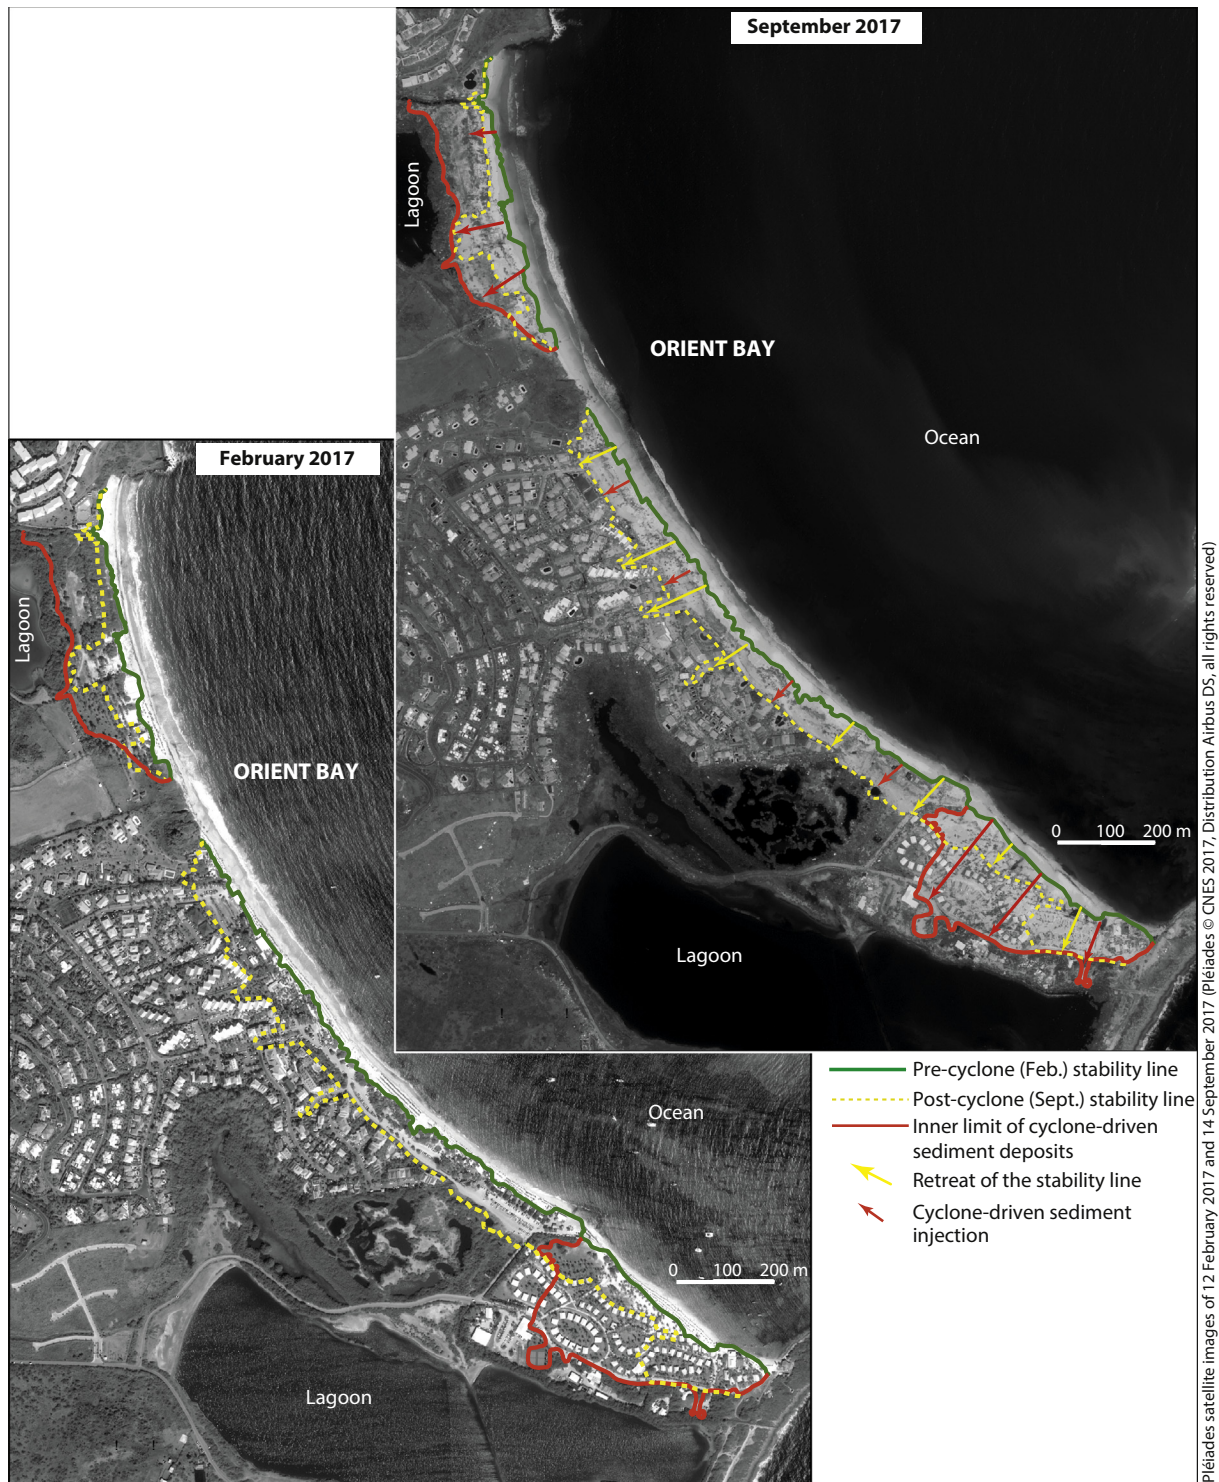 September 2017
Lagoon
ORIENT BAY
Ocean
0 100 200 m
Lagoon
February 2017
Lagoon
ORIENT BAY
Ocean
0 100 200 m
Lagoon
Pre-cyclone (Feb.) stability line
Post-cyclone (Sept.) stability line
Inner limit of cyclone-driven
sediment deposits
Retreat of the stability line
Cyclone-driven sediment
injection
Pléiades satellite images of 12 February 2017 and 14 September 2017 (Pléiades © CNES 2017, Distribution Airbus DS, all rights reserved)